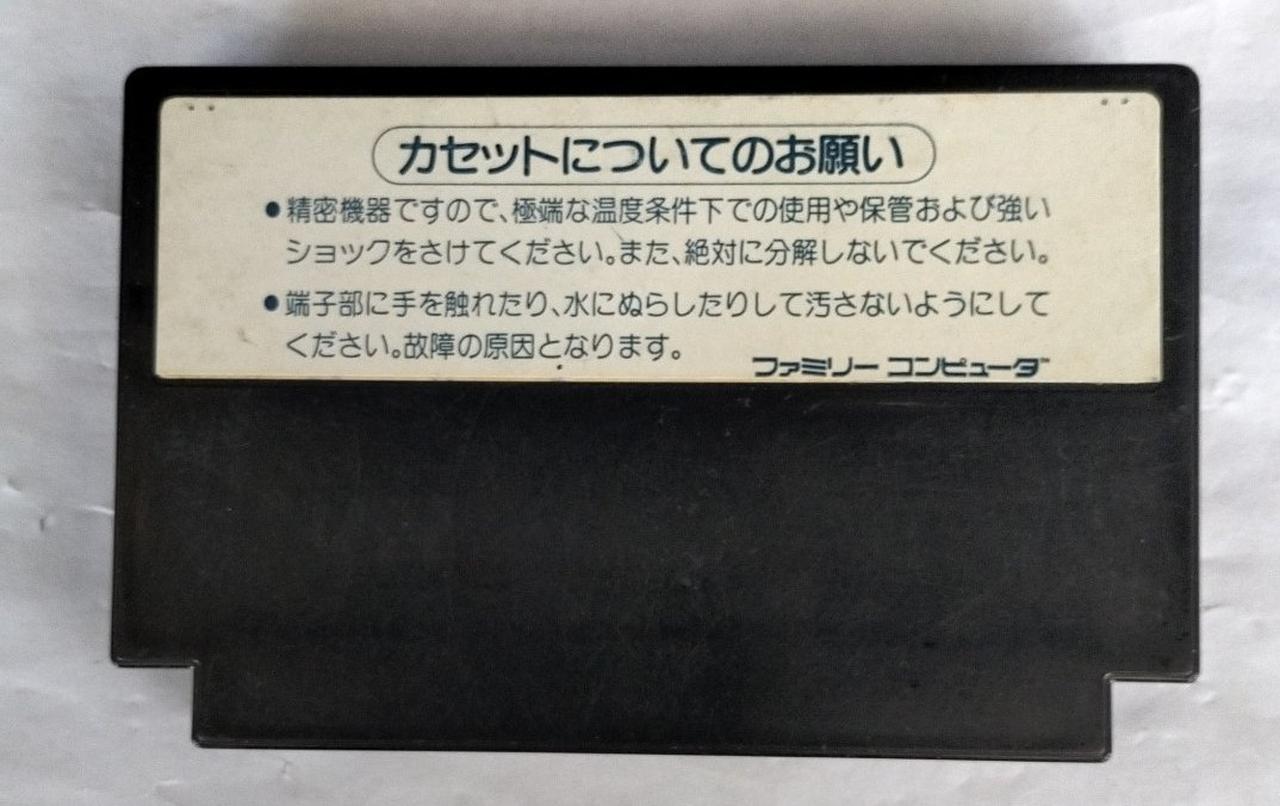 カセットについてのお願い
●精密機器ですので、極端な温度条件下での使用や保管および強い
ショックをさけてください。また、絶対に分解しないでください。
●端子部に手を触れたり、水にぬらしたりして汚さないようにして
ください。故障の原因となります。
ファミリー コンピュータ™